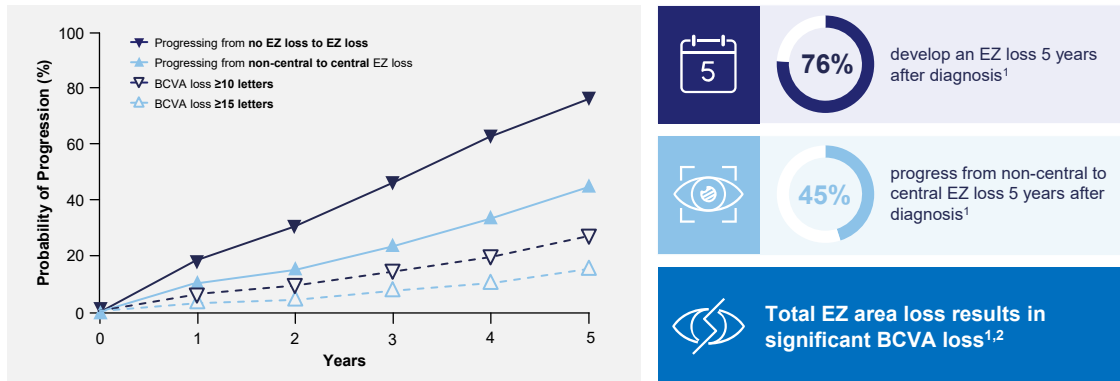 100
80
60
40
20
0
Probability of Progression (%)
Progressing from no EZ loss to EZ loss
Progressing from non-central to central EZ loss
BCVA loss ≥10 letters
BCVA loss ≥15 letters
0 1 2 3 4 5
Years
5
76%
develop an EZ loss 5 years
after diagnosis¹
45%
progress from non-central to
central EZ loss 5 years after
diagnosis¹
Total EZ area loss results in
significant BCVA loss¹,²